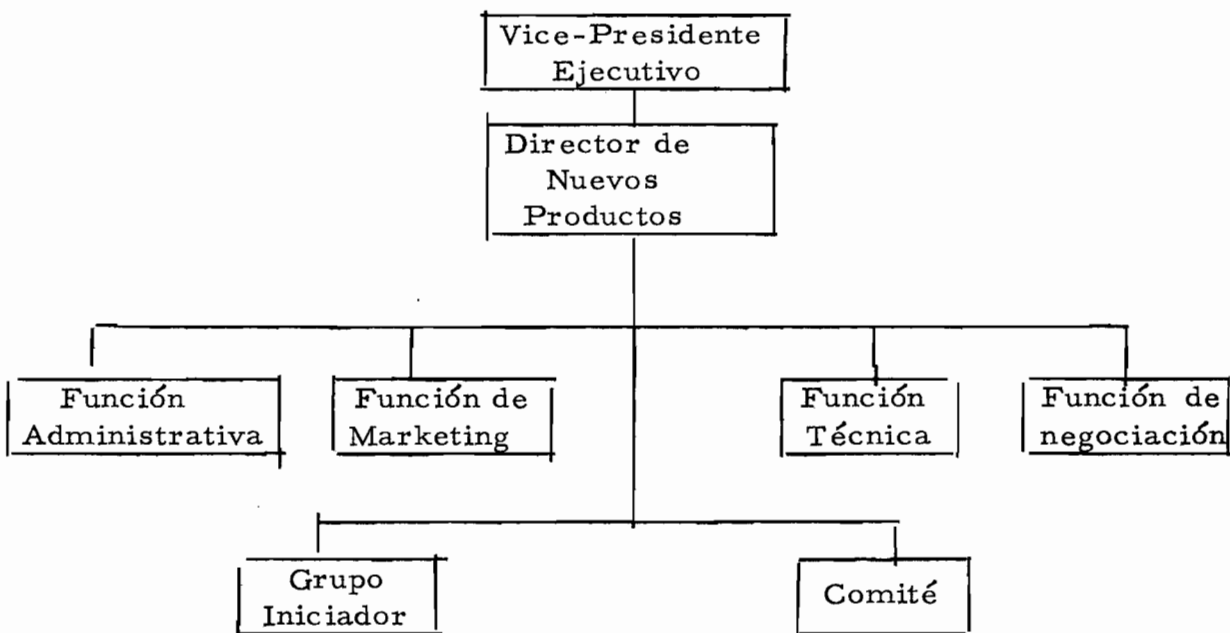 Vice-Presidente
Ejecutivo
Director de
Nuevos
Productos
Función
Administrativa
Función de
Marketing
Función
Técnica
Función de
negociación
Grupo
Iniciador
Comité